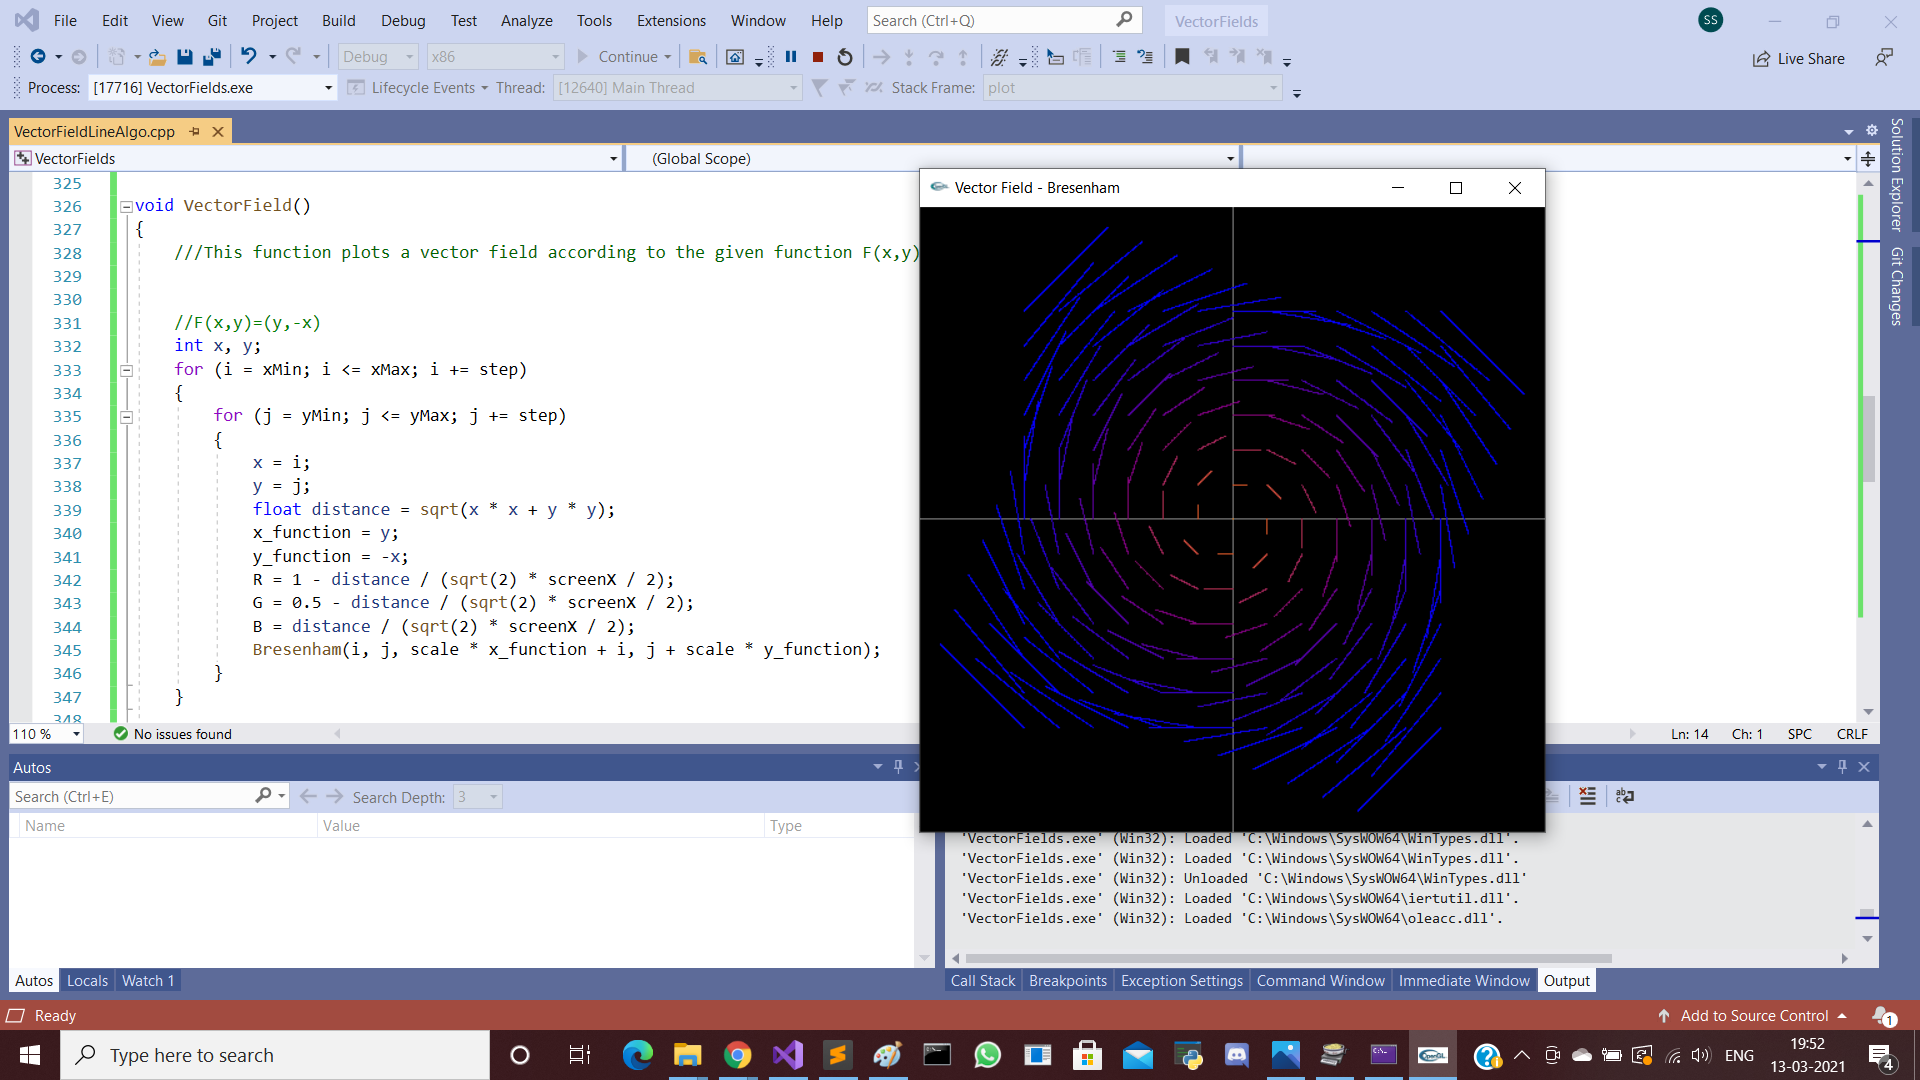 File Edit View Git Project Build Debug Test Analyze Tools Extensions Window Help Search (Ctrl+Q) VectorFields SS
Debug x86 Continue Live Share
Process: [17716] VectorFields.exe Lifecycle Events Thread: [12640] Main Thread Stack Frame: plot
VectorFieldLineAlgo.cpp
VectorFields (Global Scope)
325
326 void VectorField()
327 {
328 ///This function plots a vector field according to the given function F(x,y)
329
330
331 //F(x,y)=(y,-x)
332 int x, y;
333 for (i = xMin; i <= xMax; i += step)
334 {
335 for (j = yMin; j <= yMax; j += step)
336 {
337 x = i;
338 y = j;
339 float distance = sqrt(x * x + y * y);
340 x_function = y;
341 y_function = -x;
342 R = 1 - distance / (sqrt(2) * screenX / 2);
343 G = 0.5 - distance / (sqrt(2) * screenX / 2);
344 B = distance / (sqrt(2) * screenX / 2);
345 Bresenham(i, j, scale * x_function + i, j + scale * y_function);
346 }
347 }
348
Vector Field - Bresenham
Solution Explorer
Git Changes
110 % No issues found Ln: 14 Ch: 1 SPC CRLF
Autos
Search (Ctrl+E) Search Depth: 3
Name Value Type
'VectorFields.exe' (Win32): Loaded 'C:\Windows\SysWOW64\WinTypes.dll'.
'VectorFields.exe' (Win32): Loaded 'C:\Windows\SysWOW64\WinTypes.dll'.
'VectorFields.exe' (Win32): Unloaded 'C:\Windows\SysWOW64\WinTypes.dll'
'VectorFields.exe' (Win32): Loaded 'C:\Windows\SysWOW64\iertutil.dll'.
'VectorFields.exe' (Win32): Loaded 'C:\Windows\SysWOW64\oleacc.dll'.
Autos Locals Watch 1
Call Stack Breakpoints Exception Settings Command Window Immediate Window Output
Ready Add to Source Control 1
Type here to search
ENG
19:52
13-03-2021
4